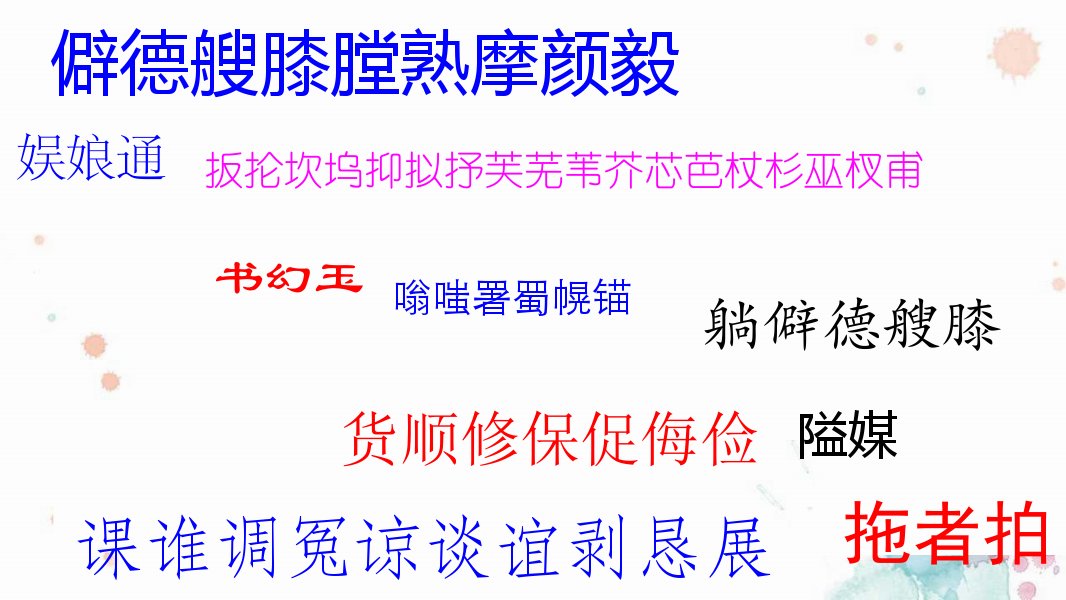 僻德艘膝膛熟摩颜毅
娱娘通
扳抡坎坞抑拟抒芙芜苇芥芯芭杖杉巫杈甫
书幻玉
嗡嗤署蜀幌锚
躺僻德艘膝
货顺修保促侮俭
隘媒
课谁调冤谅谈谊剥恳展
拖者拍